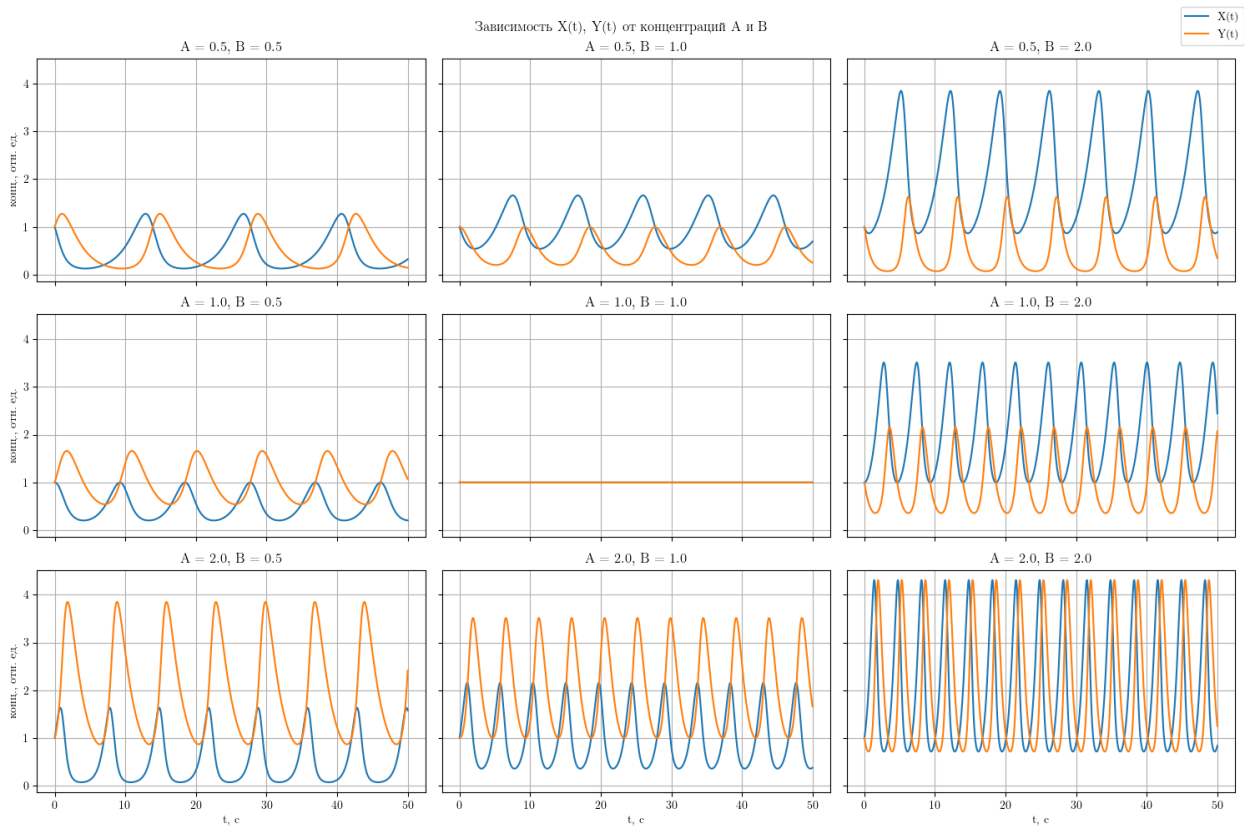 Зависимость X(t), Y(t) от концентраций A и B
X(t)
Y(t)
A = 0.5, B = 0.5
A = 0.5, B = 1.0
A = 0.5, B = 2.0
конц., отн. ед.
4
3
2
1
0
A = 1.0, B = 0.5
A = 1.0, B = 1.0
A = 1.0, B = 2.0
конц., отн. ед.
4
3
2
1
0
A = 2.0, B = 0.5
A = 2.0, B = 1.0
A = 2.0, B = 2.0
конц., отн. ед.
4
3
2
1
0
0 10 20 30 40 50
0 10 20 30 40 50
0 10 20 30 40 50
t, с
t, с
t, с